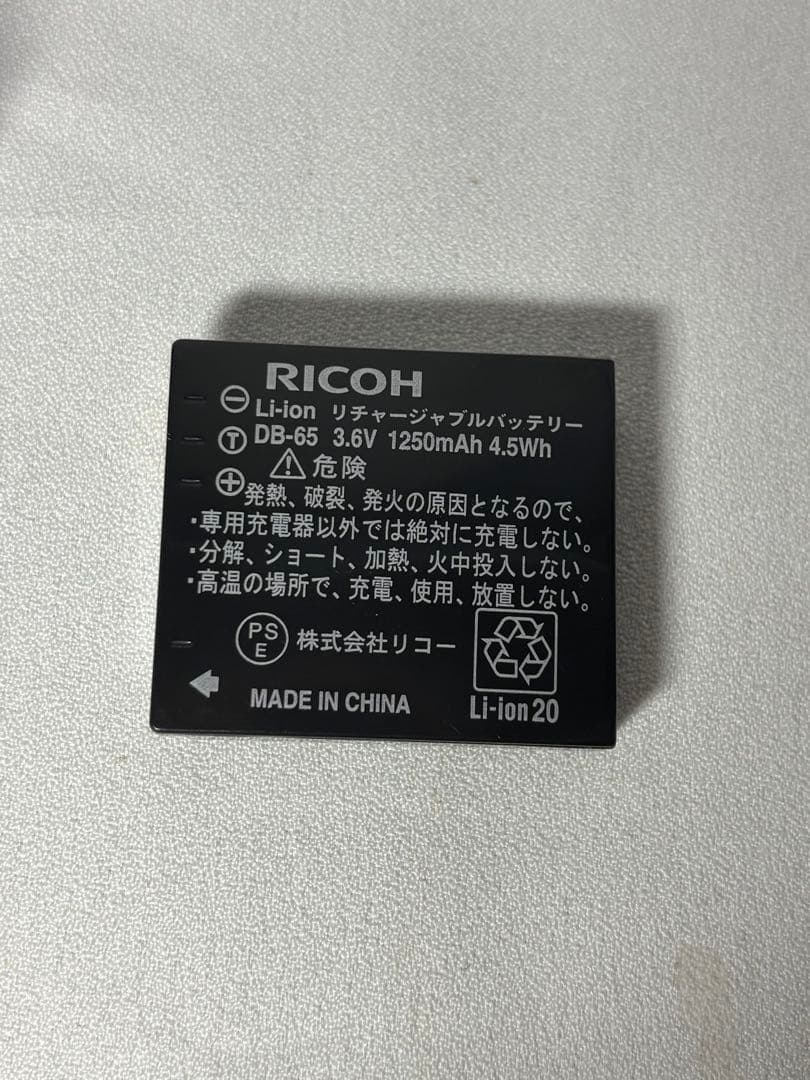 RICOH
⊖ Li-ion リチャージャブルバッテリー
Ⓣ DB-65 3.6V 1250mAh 4.5Wh
⚠危険
⊕ 発熱、破裂、発火の原因となるので、
・専用充電器以外では絶対に充電しない。
・分解、ショート、加熱、火中投入しない。
・高温の場所で、充電、使用、放置しない。
PS
E
株式会社リコー
MADE IN CHINA
Li-ion20